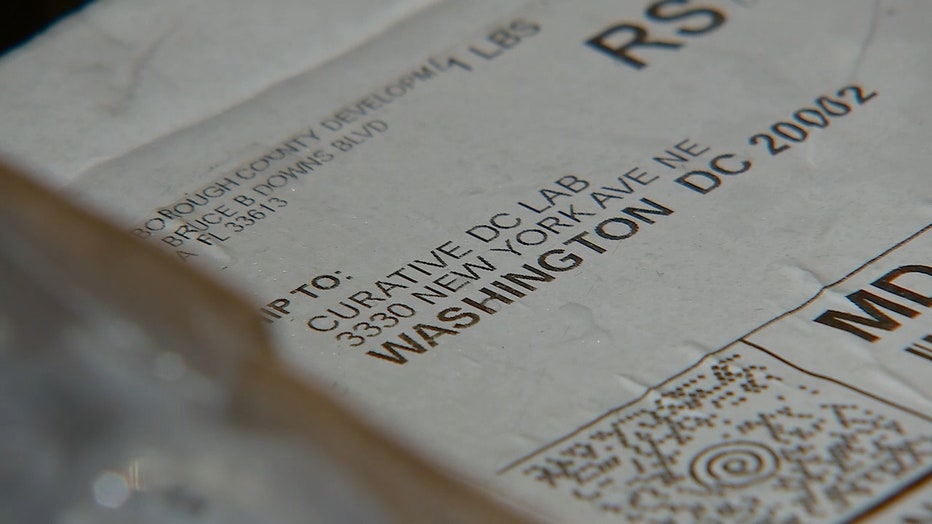 1 LBS
RS
BOROUGH COUNTY DEVELOPME
BRUCE B DOWNS BLVD
A FL 33613
IP TO:
CURATIVE DC LAB
3330 NEW YORK AVE NE
WASHINGTON DC 20002
MD